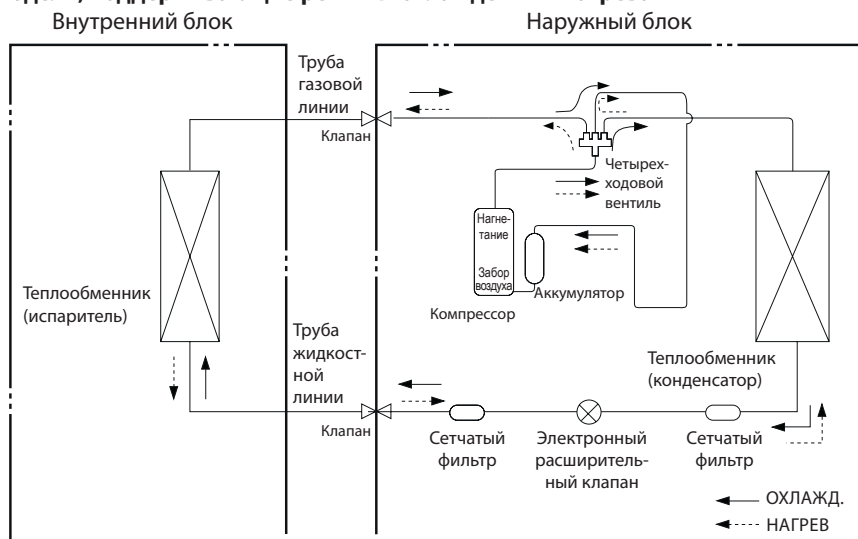 Внутренний блок
Наружный блок
Труба
газовой
линии
Клапан
Четырех-
ходовой
вентиль
Нагне-
тание
Забор
воздуха
Аккумулятор
Компрессор
Теплообменник
(испаритель)
Труба
жидкост-
ной
линии
Клапан
Теплообменник
(конденсатор)
Сетчатый
фильтр
Электронный
расширитель-
ный клапан
Сетчатый
фильтр
ОХЛАЖД.
НАГРЕВ